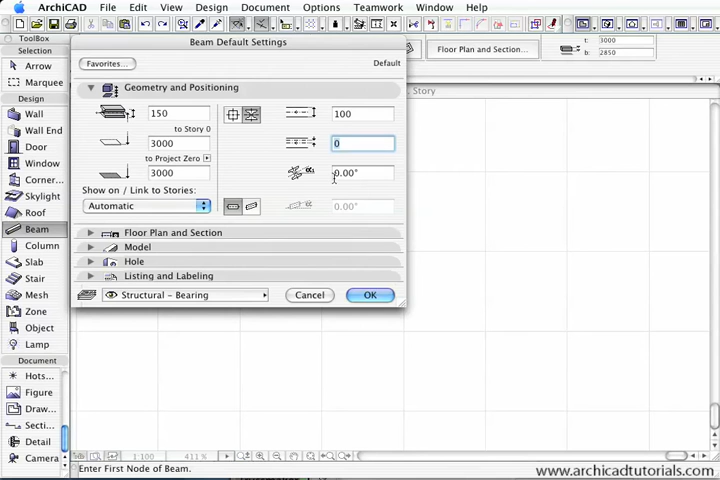 ArchiCAD File Edit View Design Document Options Teamwork Window Help
ToolBox
Selection
Arrow
Marquee
Design
Wall
Wall End
Door
Window
Corner...
Skylight
Roof
Beam
Column
Slab
Stair
Mesh
Zone
Object
Lamp
Document
Hots...
Figure
Draw...
Secti...
Detail
Camera
Beam Default Settings
Favorites...
Default
Geometry and Positioning
150
to Story 0
3000
to Project Zero
3000
Show on / Link to Stories:
Automatic
100
0
0.00°
0.00°
Floor Plan and Section
Model
Hole
Listing and Labeling
Structural - Bearing
Cancel
OK
Floor Plan and Section...
t: 3000
b: 2850
. Story
1:100
411 %
Enter First Node of Beam.
www.archicadtutorials.com